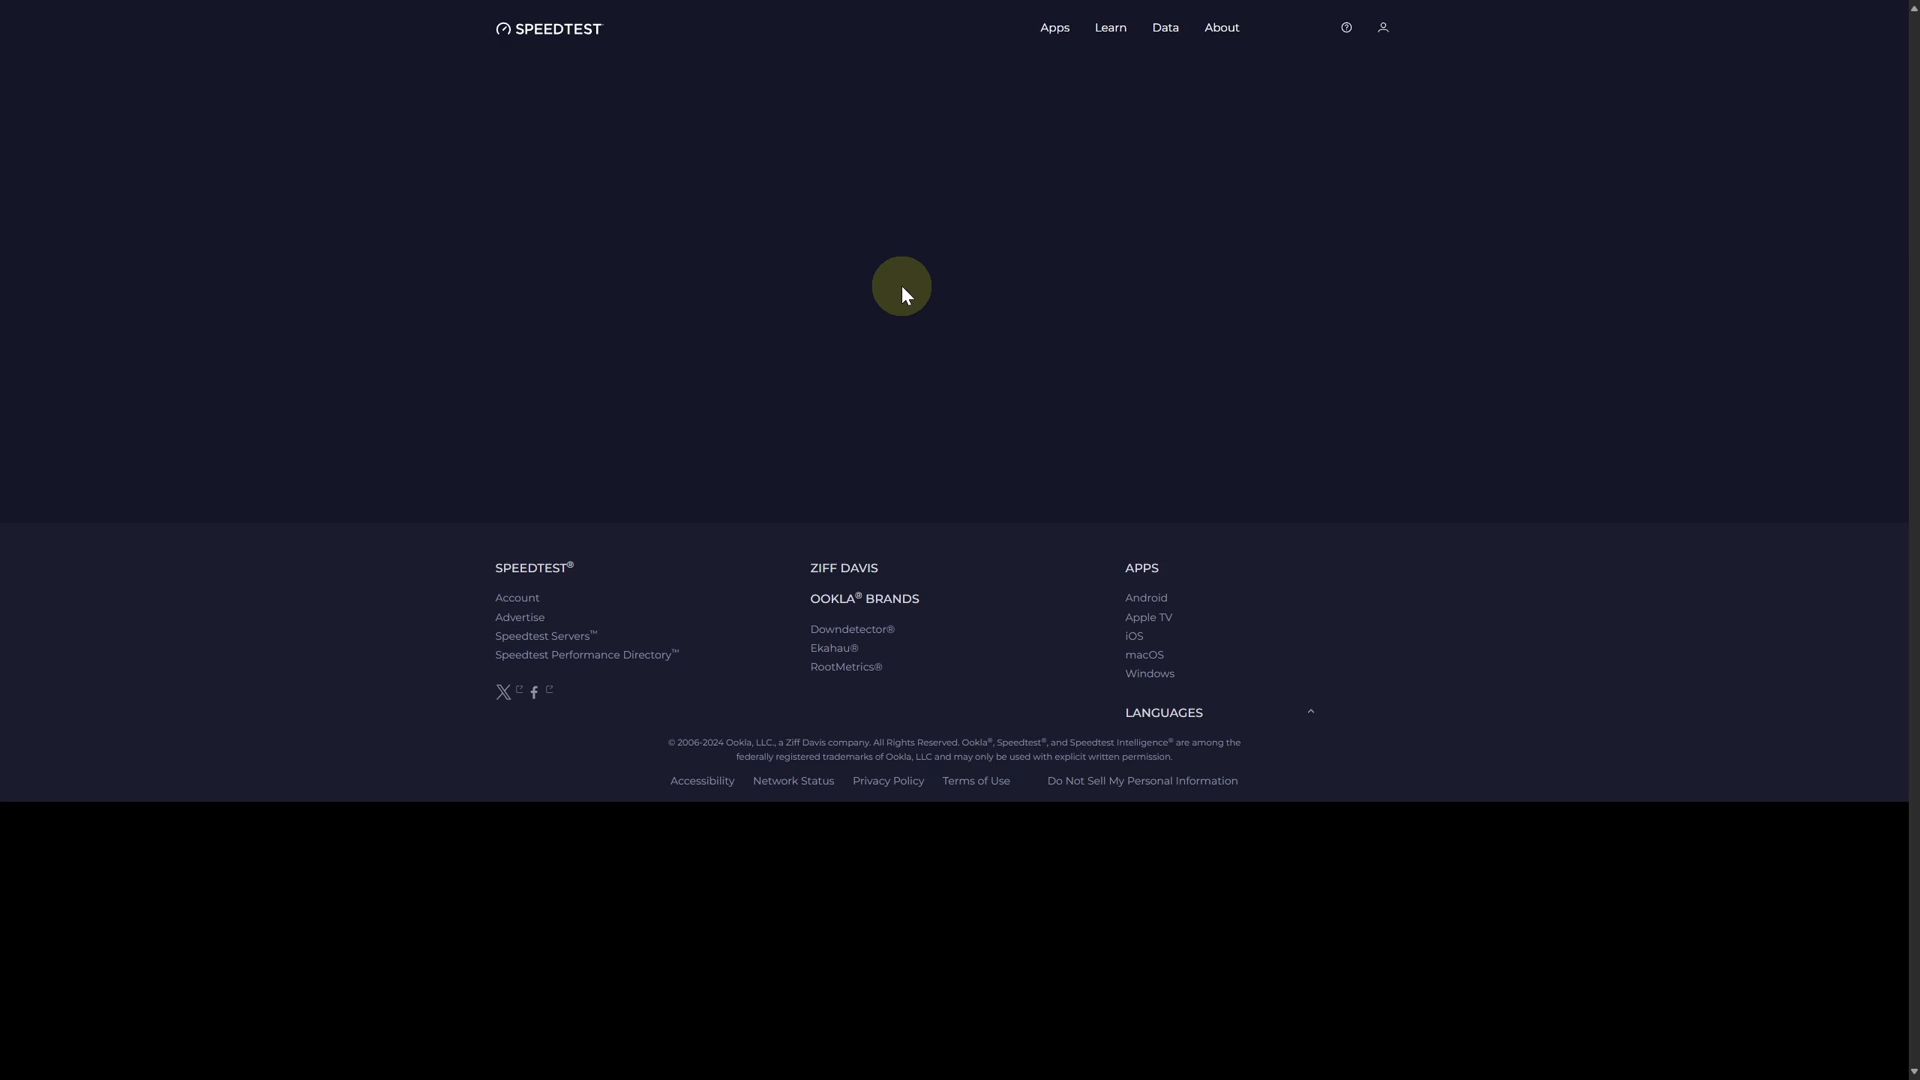 SPEEDTEST
Apps Learn Data About
SPEEDTEST®
Account
Advertise
Speedtest Servers™
Speedtest Performance Directory™
ZIFF DAVIS
OOKLA® BRANDS
Downdetector®
Ekahau®
RootMetrics®
APPS
Android
Apple TV
iOS
macOS
Windows
LANGUAGES
© 2006-2024 Ookla, LLC., a Ziff Davis company. All Rights Reserved. Ookla®, Speedtest®, and Speedtest Intelligence® are among the
federally registered trademarks of Ookla, LLC and may only be used with explicit written permission.
Accessibility Network Status Privacy Policy Terms of Use Do Not Sell My Personal Information